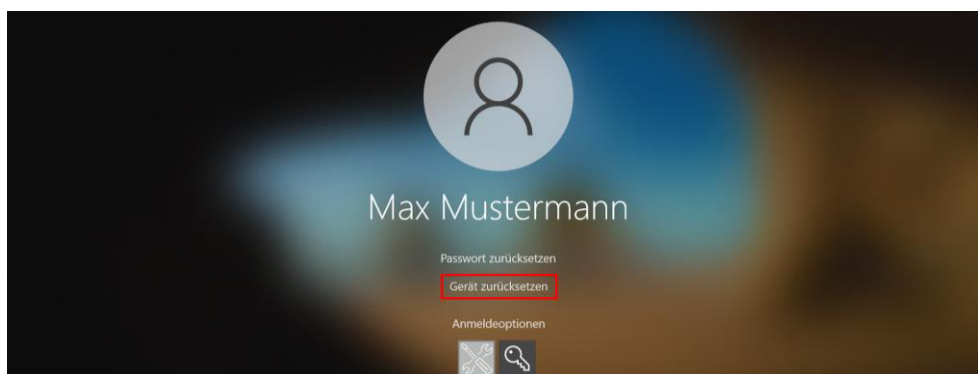 Max Mustermann
Passwort zurücksetzen
Gerät zurücksetzen
Anmeldeoptionen